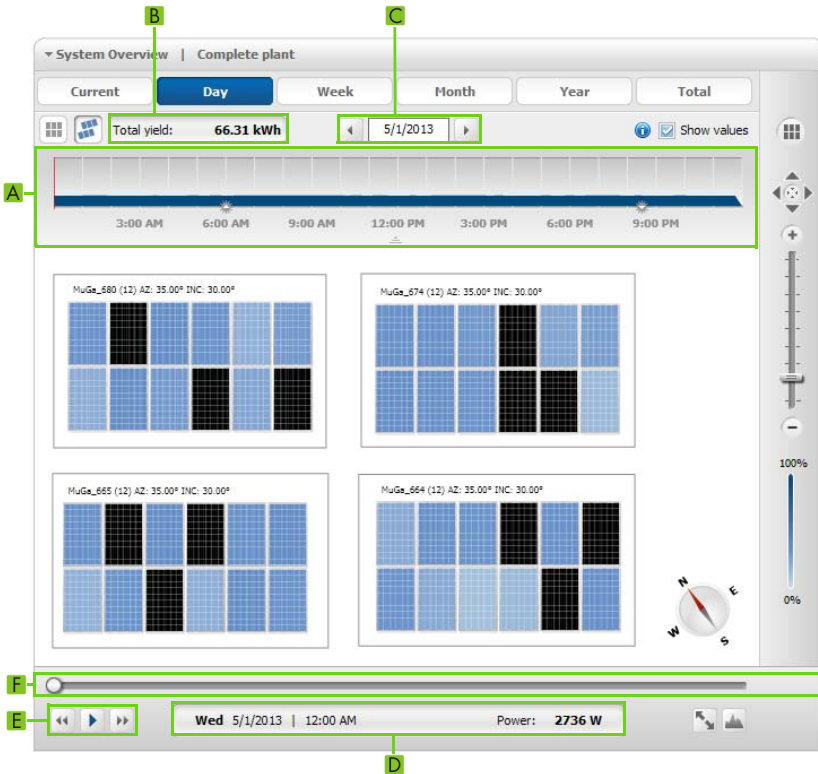 B
C
System Overview | Complete plant
Current Day Week Month Year Total
Total yield: 66.31 kWh 5/1/2013 Show values
A
3:00 AM 6:00 AM 9:00 AM 12:00 PM 3:00 PM 6:00 PM 9:00 PM
MuGa_680 (12) AZ: 35.00° INC: 30.00°
MuGa_674 (12) AZ: 35.00° INC: 30.00°
MuGa_665 (12) AZ: 35.00° INC: 30.00°
MuGa_664 (12) AZ: 35.00° INC: 30.00°
100%
0%
N
E
W
S
F
E
Wed 5/1/2013 | 12:00 AM Power: 2736 W
D